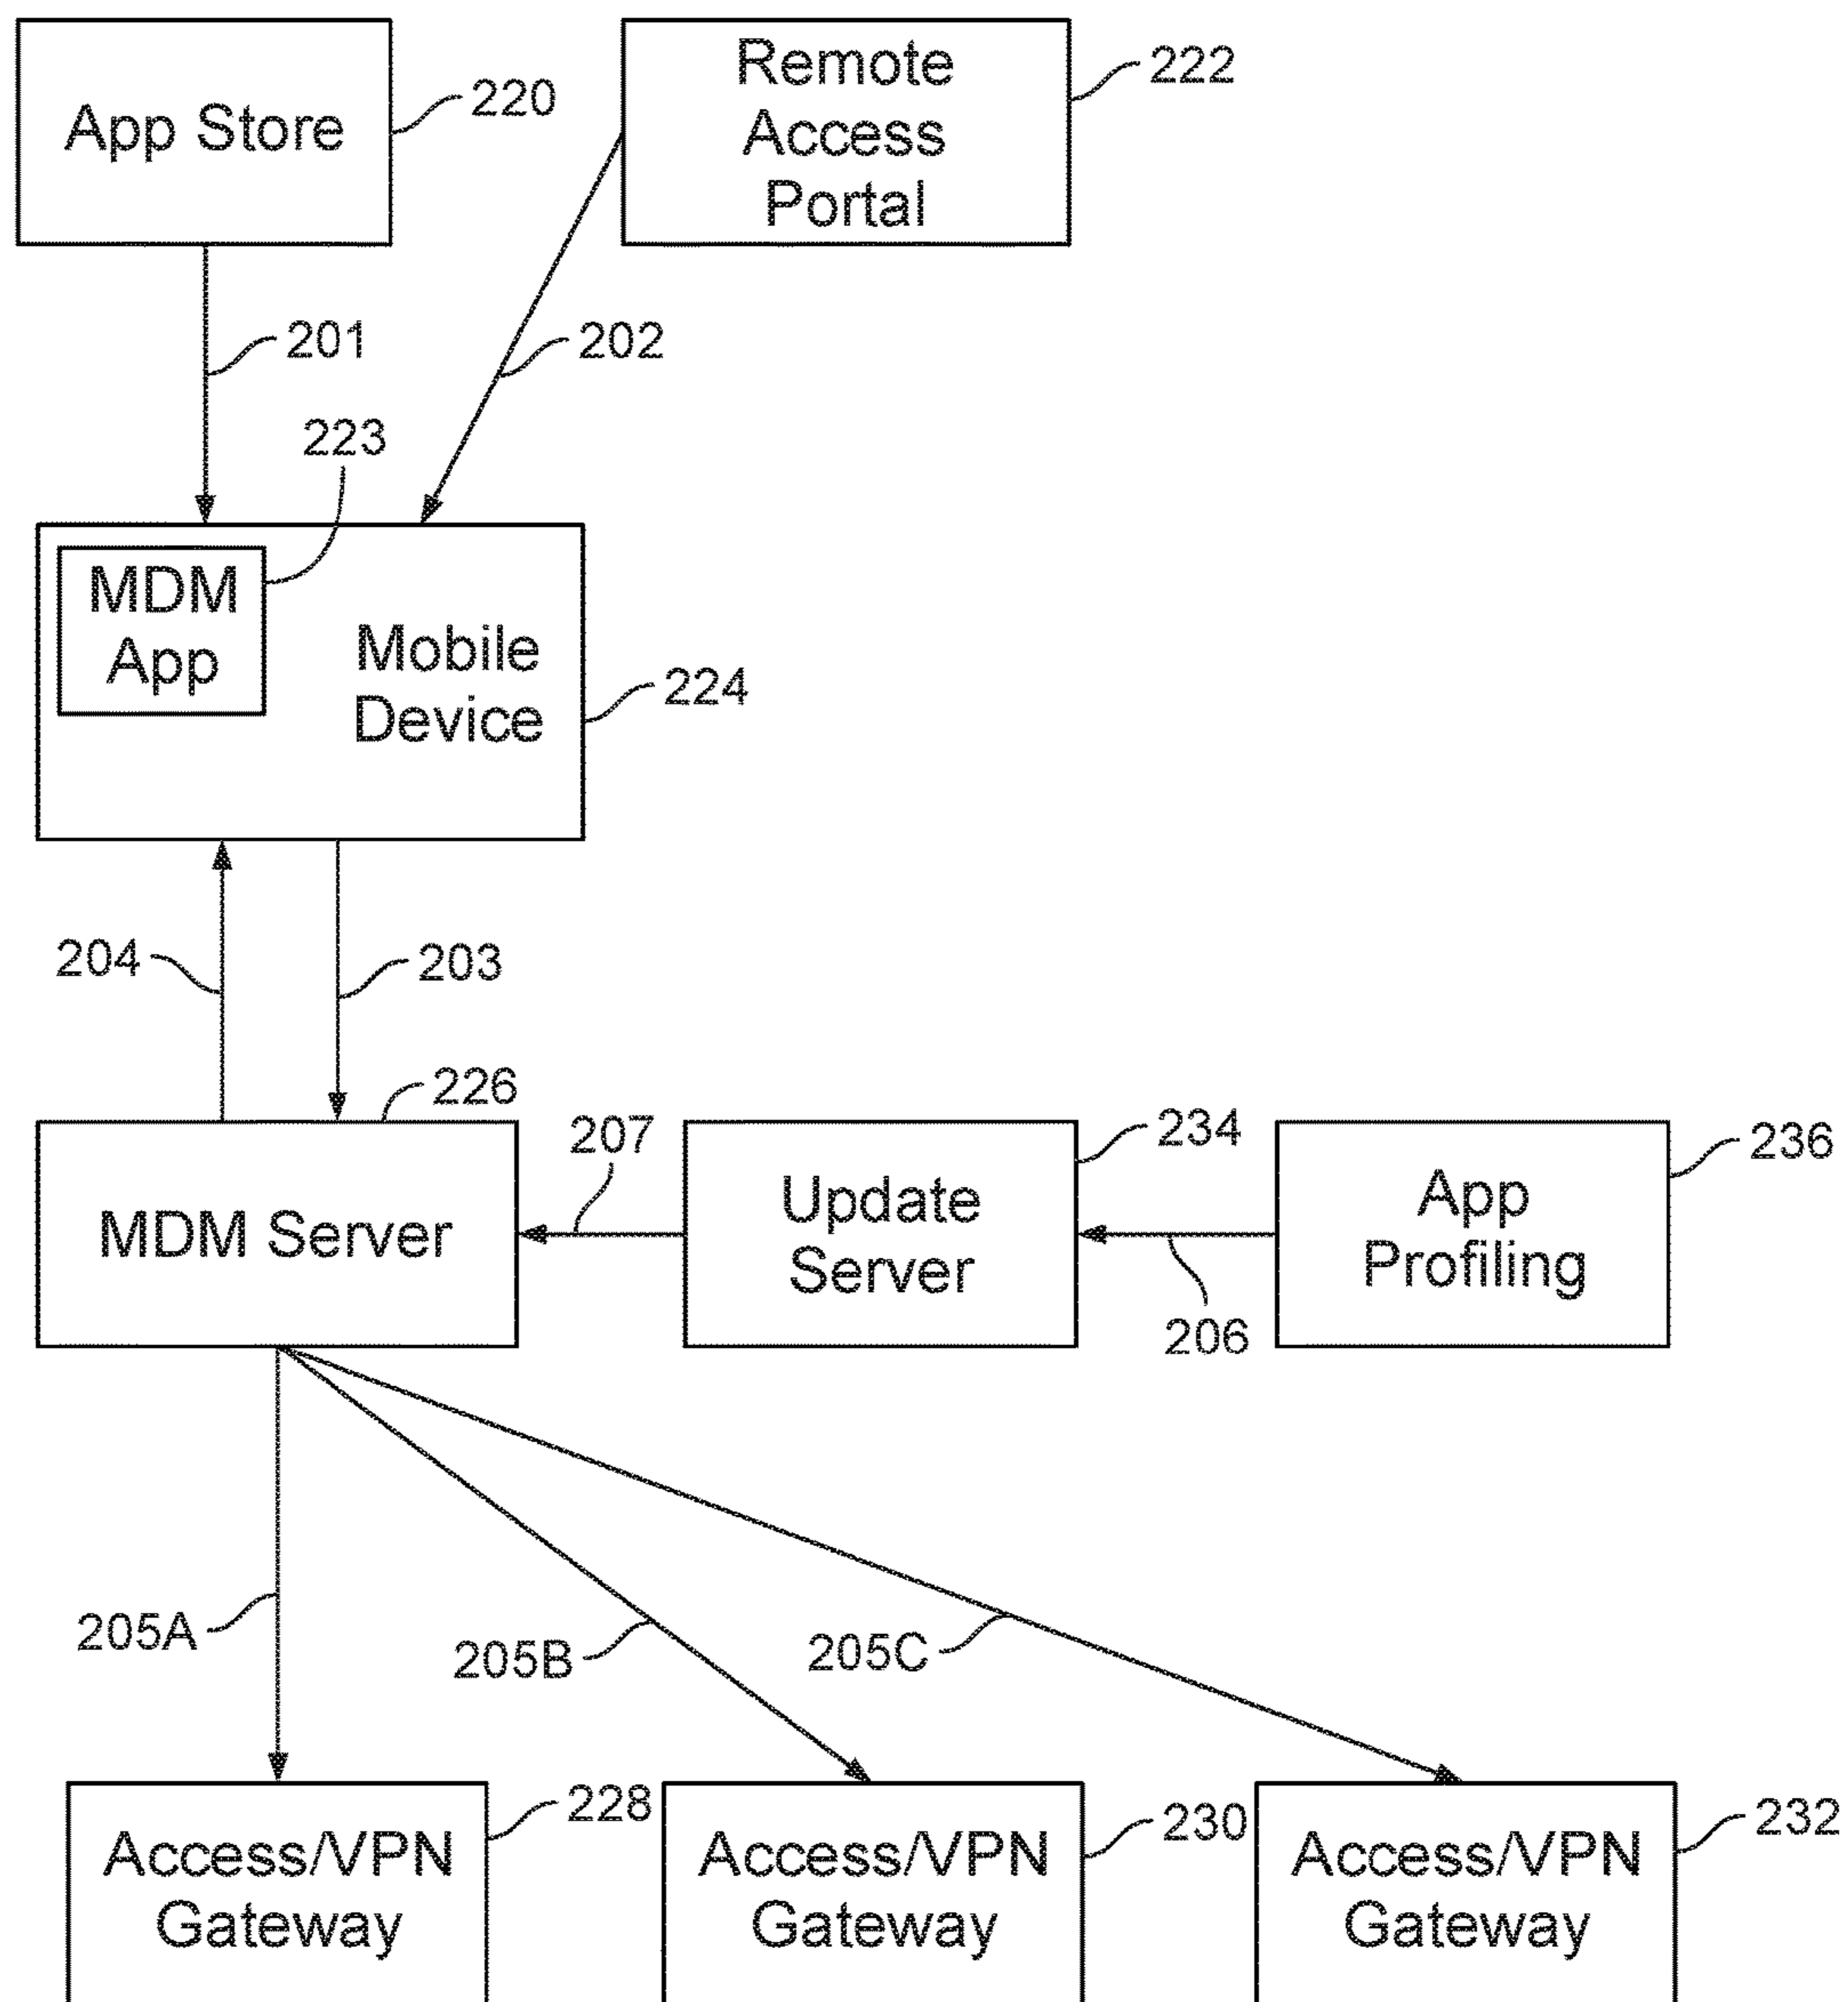 App Store
220
Remote
Access
Portal
222
201
202
223
MDM
App
Mobile
Device
224
204
203
226
MDM Server
207
Update
Server
234
206
App
Profiling
236
205A
205B
205C
Access/VPN
Gateway
228
Access/VPN
Gateway
230
Access/VPN
Gateway
232